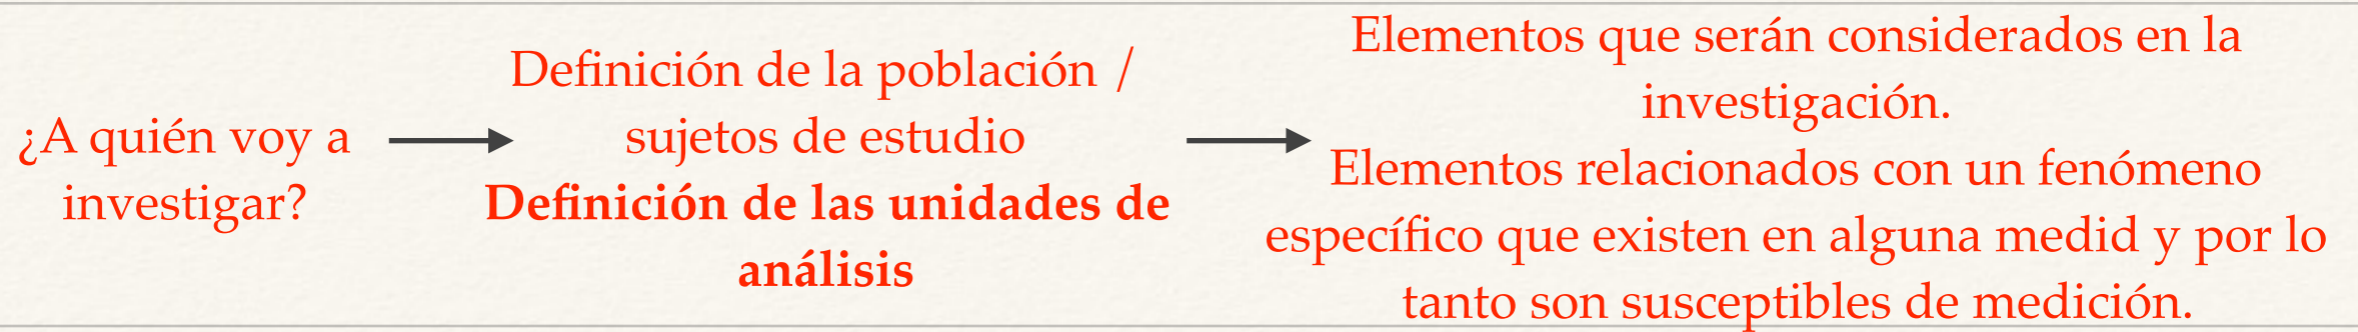 ¿A quién voy a
investigar?
Definición de la población /
sujetos de estudio
Definición de las unidades de
análisis
Elementos que serán considerados en la
investigación.
Elementos relacionados con un fenómeno
específico que existen en alguna medid y por lo
tanto son susceptibles de medición.